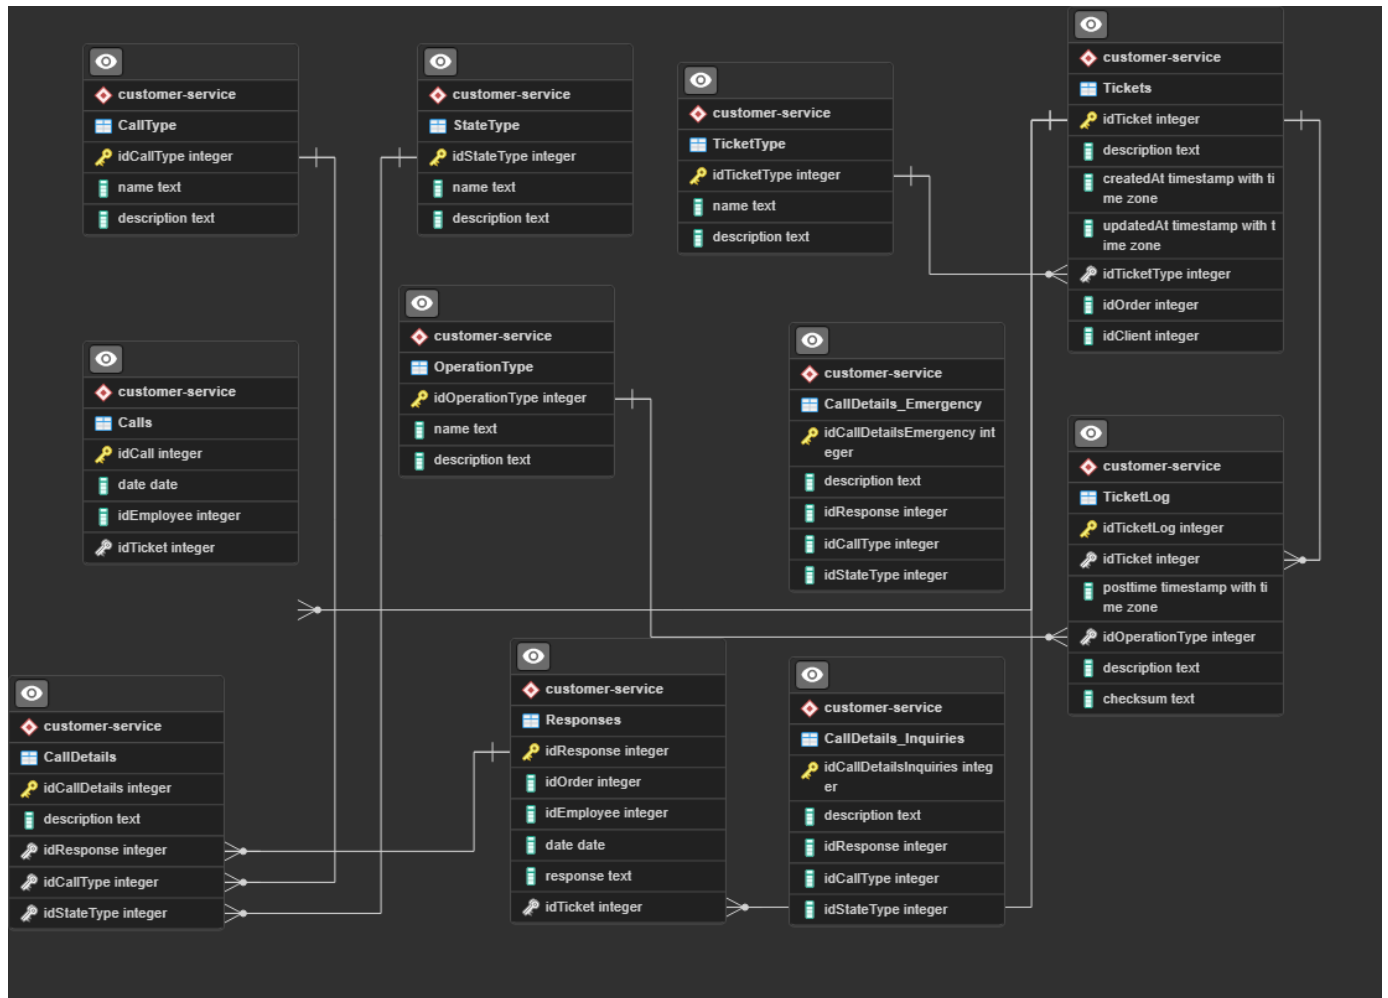 customer-service
CallType
idCallType integer
name text
description text
customer-service
StateType
idStateType integer
name text
description text
customer-service
TicketType
idTicketType integer
name text
description text
customer-service
Tickets
idTicket integer
description text
createdAt timestamp with ti
me zone
updatedAt timestamp with t
ime zone
idTicketType integer
idOrder integer
idClient integer
customer-service
Calls
idCall integer
date date
idEmployee integer
idTicket integer
customer-service
OperationType
idOperationType integer
name text
description text
customer-service
CallDetails_Emergency
idCallDetailsEmergency int
eger
description text
idResponse integer
idCallType integer
idStateType integer
customer-service
TicketLog
idTicketLog integer
idTicket integer
posttime timestamp with ti
me zone
idOperationType integer
description text
checksum text
customer-service
CallDetails
idCallDetails integer
description text
idResponse integer
idCallType integer
idStateType integer
customer-service
Responses
idResponse integer
idOrder integer
idEmployee integer
date date
response text
idTicket integer
customer-service
CallDetails_Inquiries
idCallDetailsInquiries integ
er
description text
idResponse integer
idCallType integer
idStateType integer